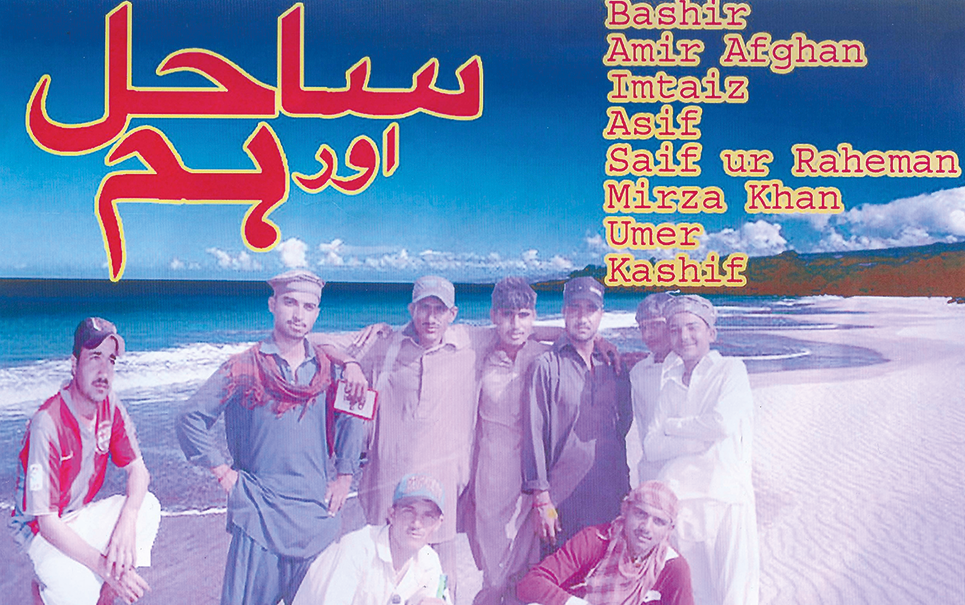 ساحل
اور
ہم
Bashir
Amir Afghan
Imtaiz
Asif
Saif ur Raheman
Mirza Khan
Umer
Kashif